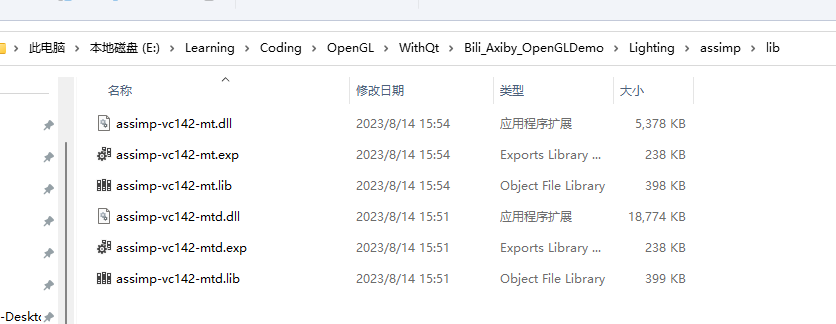 此电脑 › 本地磁盘 (E:) › Learning › Coding › OpenGL › WithQt › Bili_Axiby_OpenGLDemo › Lighting › assimp › lib
名称 修改日期 类型 大小
assimp-vc142-mt.dll 2023/8/14 15:54 应用程序扩展 5,378 KB
assimp-vc142-mt.exp 2023/8/14 15:54 Exports Library ... 238 KB
assimp-vc142-mt.lib 2023/8/14 15:54 Object File Library 398 KB
assimp-vc142-mtd.dll 2023/8/14 15:51 应用程序扩展 18,774 KB
assimp-vc142-mtd.exp 2023/8/14 15:51 Exports Library ... 238 KB
assimp-vc142-mtd.lib 2023/8/14 15:51 Object File Library 399 KB
-Deskto